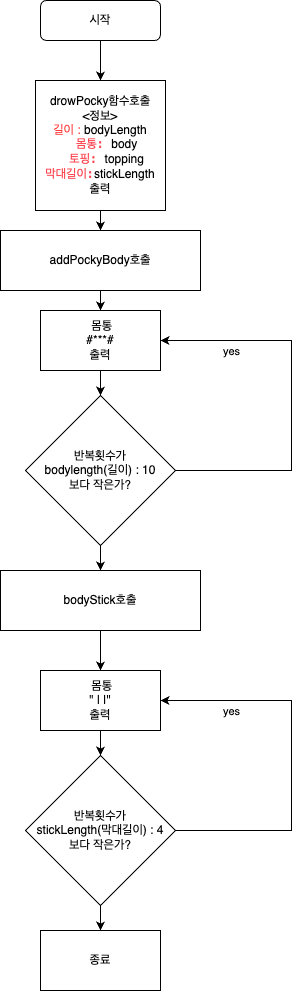 시작
drowPocky함수호출
<정보>
길이 : bodyLength
몸통: body
토핑: topping
막대길이:stickLength
출력
addPockyBody호출
몸통
#***#
출력
yes
반복횟수가
bodylength(길이) : 10
보다 작은가?
bodyStick호출
몸통
" | |"
출력
yes
반복횟수가
stickLength(막대길이) : 4
보다 작은가?
종료